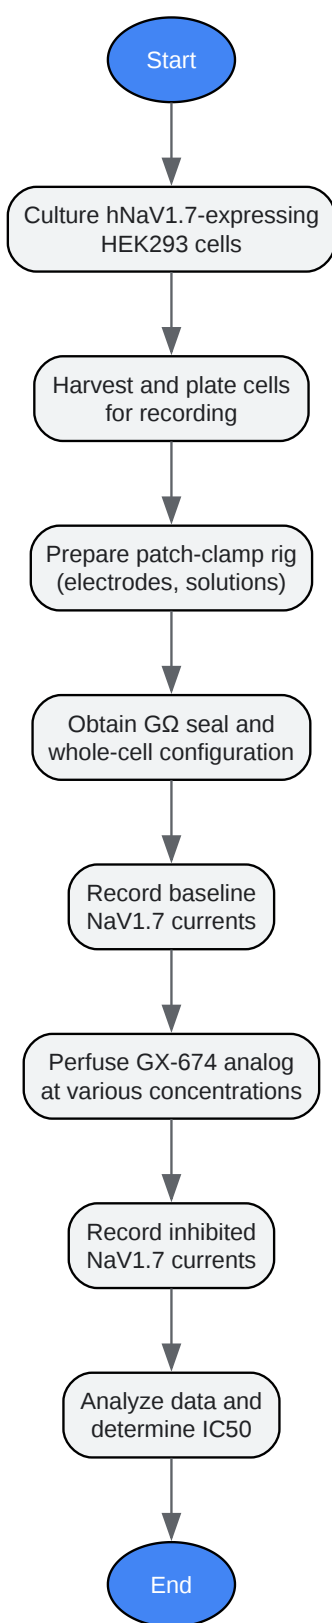 Start
Culture hNaV1.7-expressing
HEK293 cells
Harvest and plate cells
for recording
Prepare patch-clamp rig
(electrodes, solutions)
Obtain GΩ seal and
whole-cell configuration
Record baseline
NaV1.7 currents
Perfuse GX-674 analog
at various concentrations
Record inhibited
NaV1.7 currents
Analyze data and
determine IC50
End